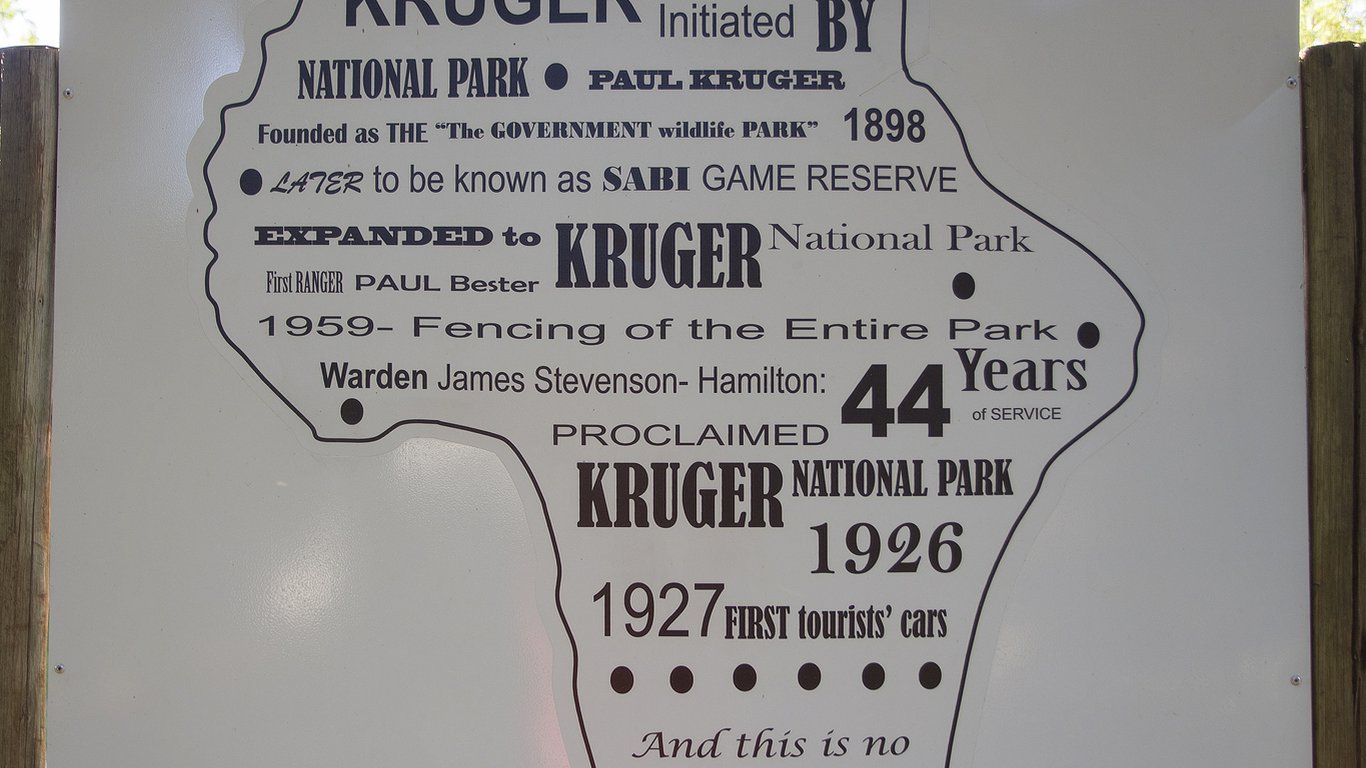 KRUGER Initiated BY
NATIONAL PARK ● PAUL KRUGER
Founded as THE “The GOVERNMENT wildlife PARK” 1898
● LATER to be known as SABI GAME RESERVE
EXPANDED to KRUGER National Park
First RANGER PAUL Bester
1959- Fencing of the Entire Park
Warden James Stevenson- Hamilton: 44 Years
of SERVICE
PROCLAIMED
KRUGER NATIONAL PARK
1926
1927 FIRST tourists’ cars
And this is no